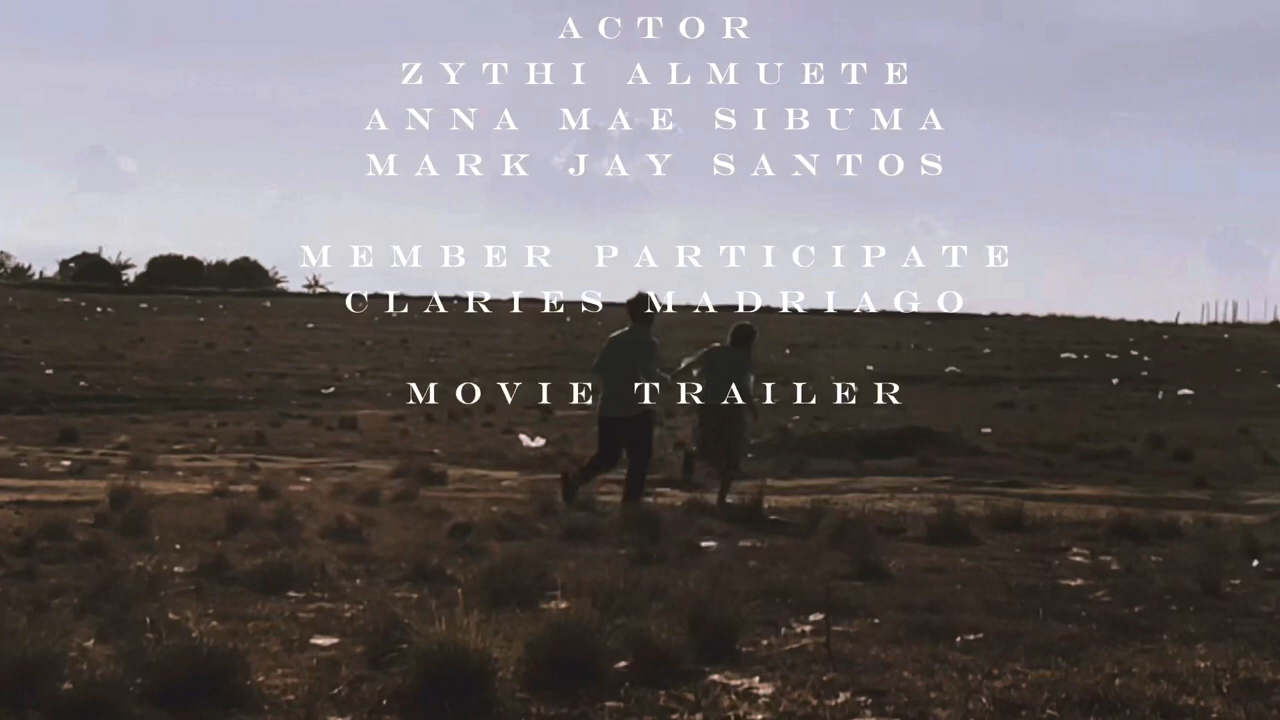 ACTOR
ZYTHI ALMUETE
ANNA MAE SIBUMA
MARK JAY SANTOS
MEMBER PARTICIPATE
CLARIES MADRIAGO
MOVIE TRAILER